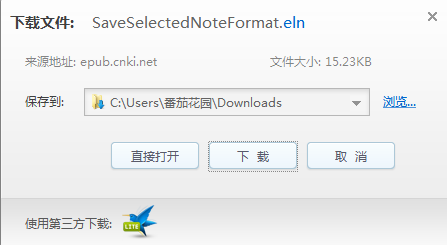 下载文件: SaveSelectedNoteFormat.eln
来源地址: epub.cnki.net 文件大小: 15.23KB
保存到: C:\Users\番茄花园\Downloads 浏览...
直接打开 下 载 取 消
使用第三方下载: LITE